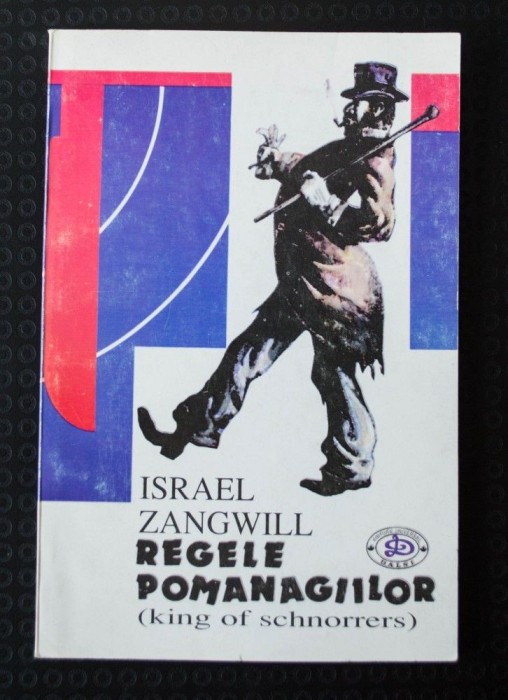 ISRAEL
ZANGWILL
REGELE
POMANAGIILOR
(king of schnorrers)